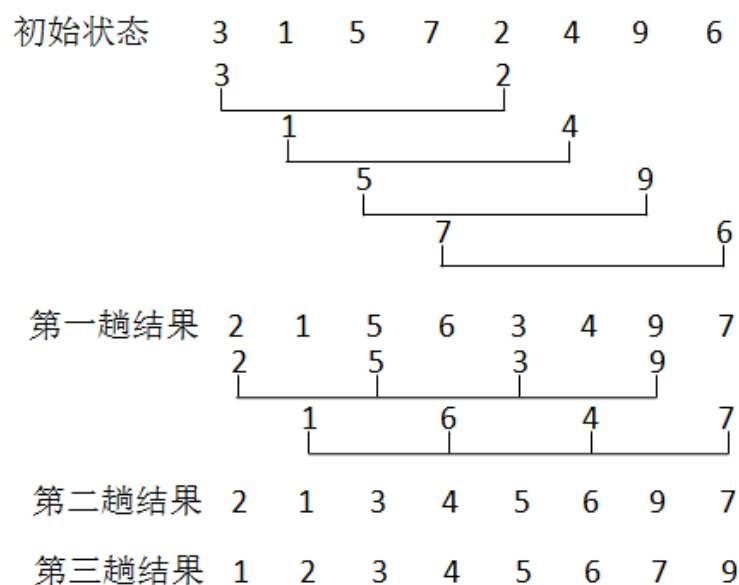 初始状态 3 1 5 7 2 4 9 6
3 2
1 4
5 9
7 6
第一趟结果 2 1 5 6 3 4 9 7
2 5 3 9
1 6 4 7
第二趟结果 2 1 3 4 5 6 9 7
第三趟结果 1 2 3 4 5 6 7 9